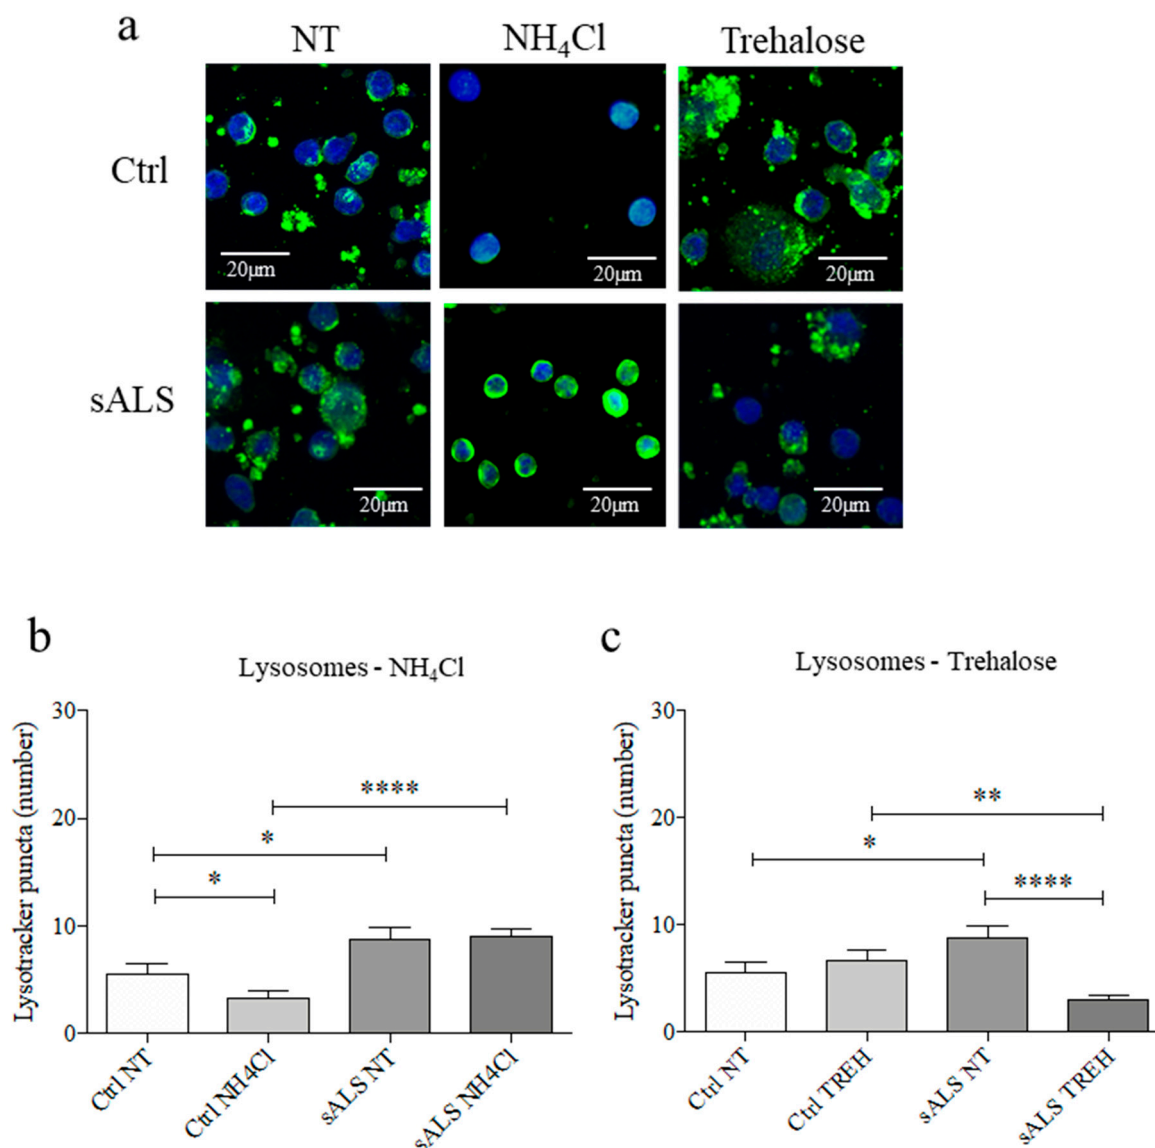 a
NT NH₄Cl Trehalose
Ctrl
20µm 20µm 20µm
sALS
20µm 20µm 20µm
b
Lysosomes - NH₄Cl
Lysotracker puncta (number)
30
20
10
0
****
*
*
Ctrl NT
Ctrl NH4Cl
sALS NT
sALS NH4Cl
c
Lysosomes - Trehalose
Lysotracker puncta (number)
30
20
10
0
**
*
****
Ctrl NT
Ctrl TREH
sALS NT
sALS TREH